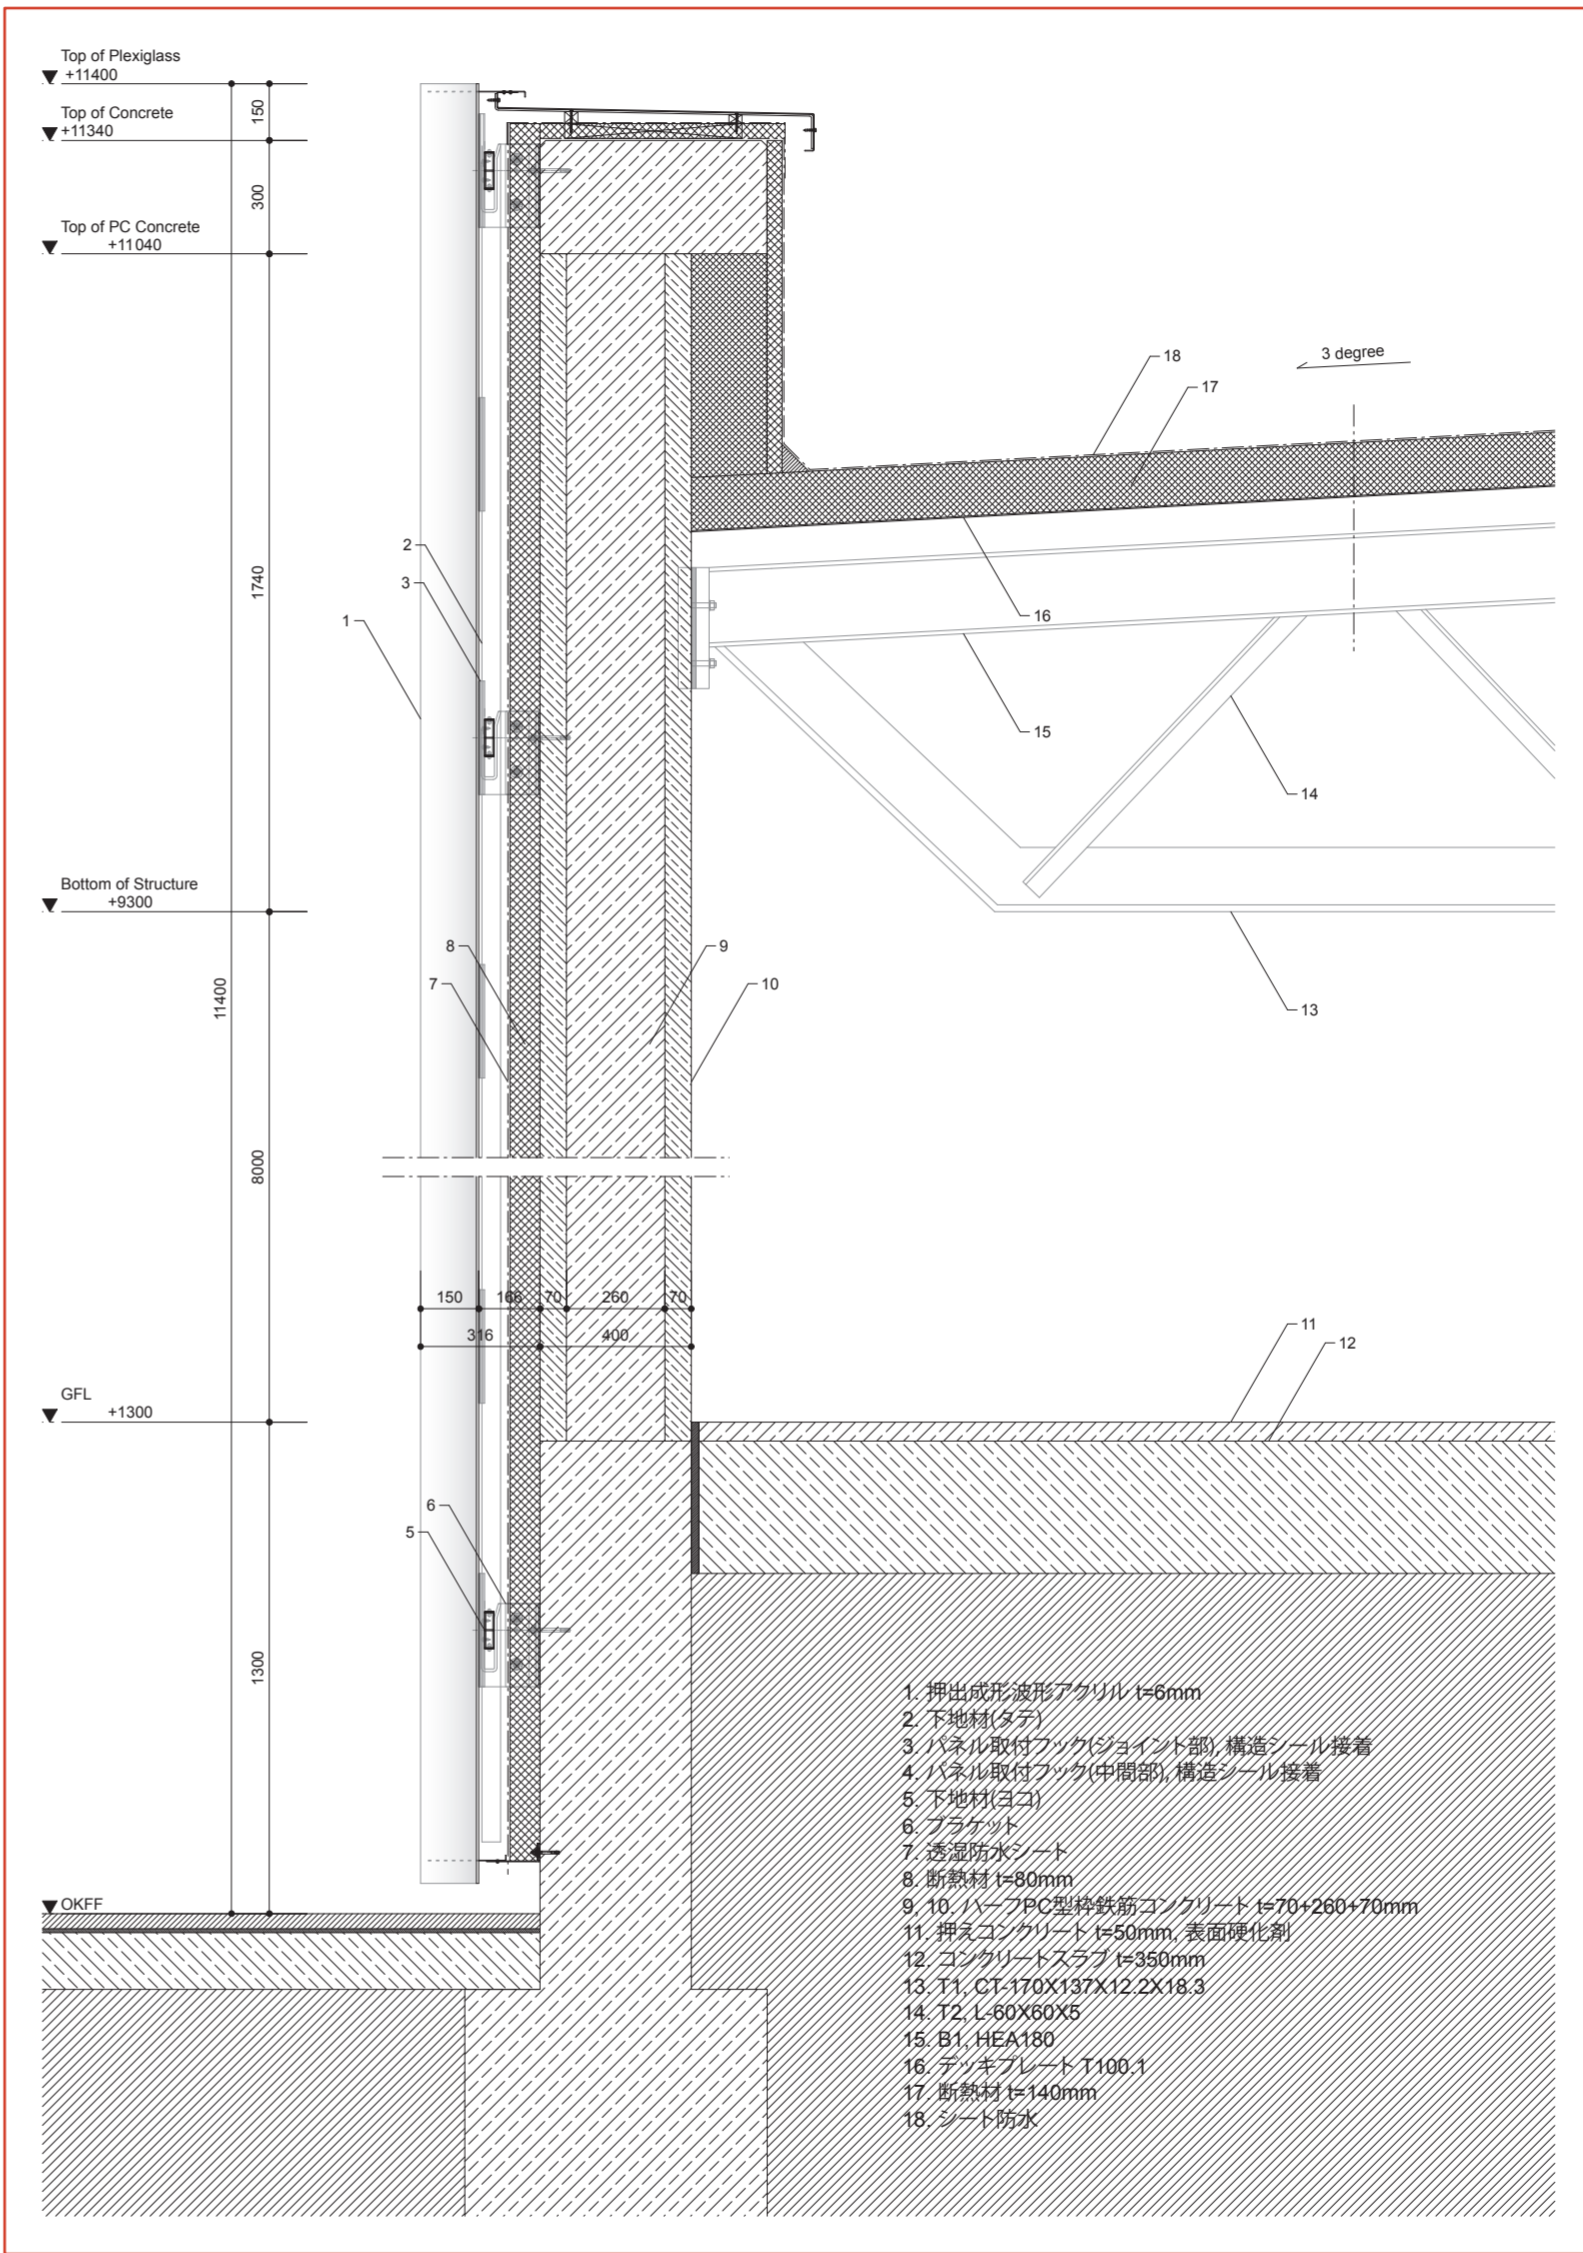 Top of Plexiglass
+11400
150
Top of Concrete
+11340
300
Top of PC Concrete
+11040
3 degree
18
17
2
3
1
1740
16
15
14
Bottom of Structure
+9300
8
7
9
10
13
11400
8000
150 166 70 260 70
316 400
11
12
GFL
+1300
6
5
1300
1. 押出成形波形アクリル t=6mm
2. 下地材(タテ)
3. パネル取付フック(ジョイント部), 構造シール接着
4. パネル取付フック(中間部), 構造シール接着
5. 下地材(ヨコ)
6. ブラケット
7. 透湿防水シート
8. 断熱材 t=80mm
9, 10. ハーフPC型枠鉄筋コンクリート t=70+260+70mm
11. 押えコンクリート t=50mm, 表面硬化剤
12. コンクリートスラブ t=350mm
13. T1, CT-170X137X12.2X18.3
14. T2, L-60X60X5
15. B1, HEA180
16. デッキプレート T100.1
17. 断熱材 t=140mm
18. シート防水
OKFF